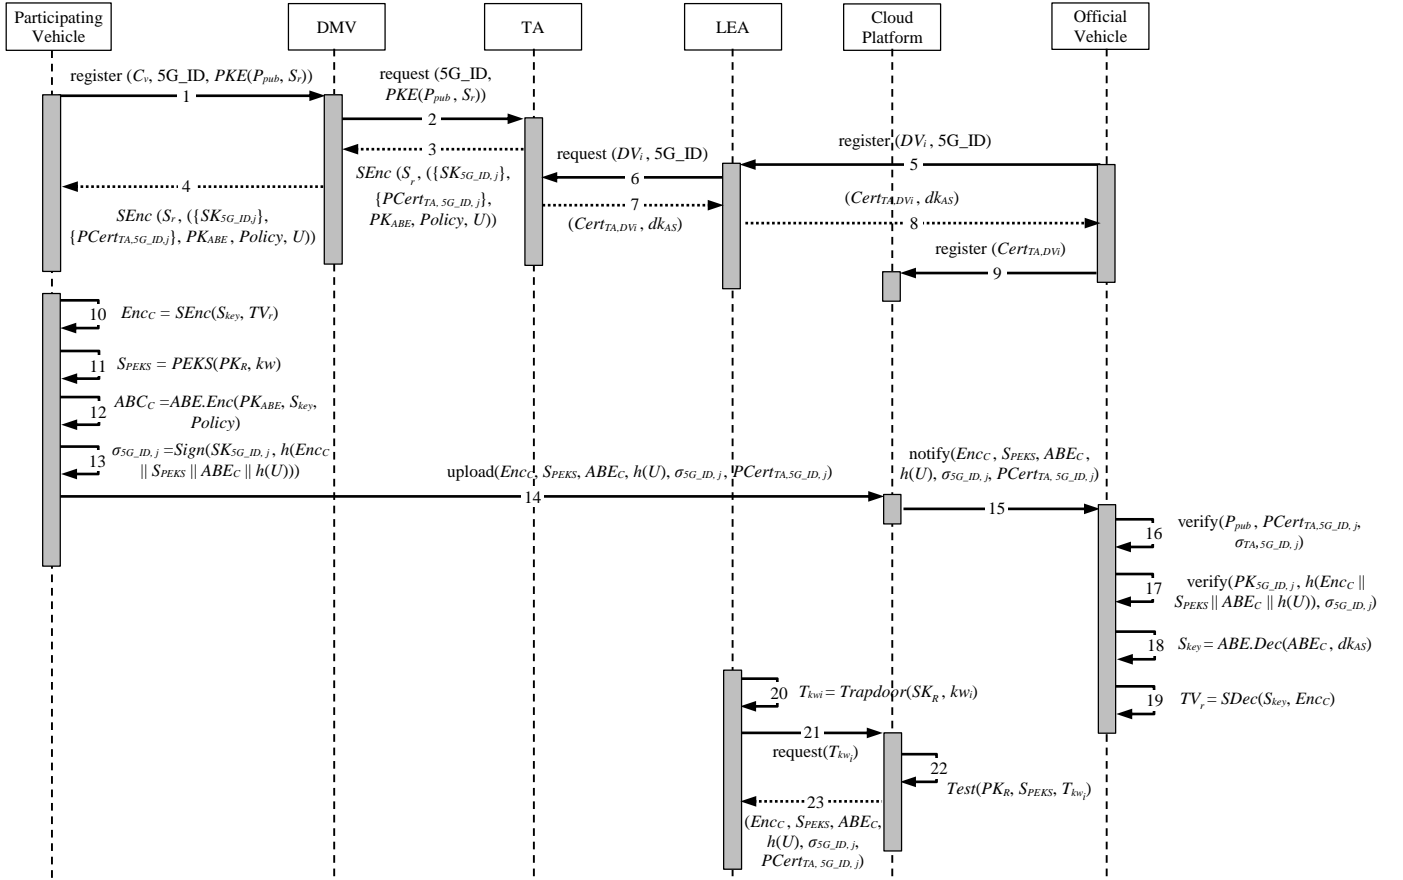 Participating
Vehicle
DMV
TA
LEA
Cloud
Platform
Official
Vehicle
register (Cv, 5G_ID, PKE(Ppub, Sr))
1
request (5G_ID,
PKE(Ppub, Sr))
2
3
SEnc (Sr, ({SK5G_ID,j},
{PCertTA, 5G_ID, j},
PKABE, Policy, U))
4
SEnc (Sr, ({SK5G_ID,j},
{PCertTA,5G_ID,j}, PKABE, Policy, U))
register (DVi, 5G_ID)
5
request (DVi, 5G_ID)
6
7
(CertTA,DVi, dkAS)
(CertTA,DVi, dkAS)
8
register (CertTA,DVi)
9
10
EncC = SEnc(Skey, TVr)
11
SPEKS = PEKS(PKR, kw)
12
ABCC =ABE.Enc(PKABE, Skey,
Policy)
13
σ5G_ID, j =Sign(SK5G_ID, j, h(EncC
|| SPEKS || ABEC || h(U)))
upload(EncC, SPEKS, ABEC, h(U), σ5G_ID, j, PCertTA,5G_ID, j)
14
notify(EncC, SPEKS, ABEC,
h(U), σ5G_ID, j, PCertTA, 5G_ID, j)
15
16
verify(Ppub, PCertTA,5G_ID, j,
σTA,5G_ID, j)
17
verify(PK5G_ID, j, h(EncC ||
SPEKS || ABEC || h(U)), σ5G_ID, j)
18
Skey = ABE.Dec(ABEC, dkAS)
19
TVr = SDec(Skey, EncC)
20
Tkwi = Trapdoor(SKR, kwi)
21
request(Tkwi)
22
Test(PKR, SPEKS, Tkwi)
23
(EncC, SPEKS, ABEC,
h(U), σ5G_ID, j,
PCertTA, 5G_ID, j)